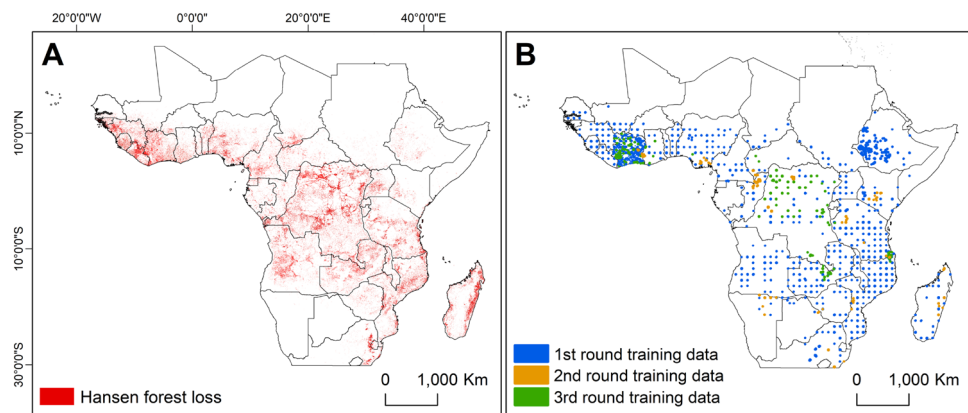 20°0'0"W 0°0'0" 20°0'0"E 40°0'0"E
A
B
10°0'0"N
10°0'0"S
30°0'0"S
Hansen forest loss
0 1,000 Km
1st round training data
2nd round training data
3rd round training data
0 1,000 Km